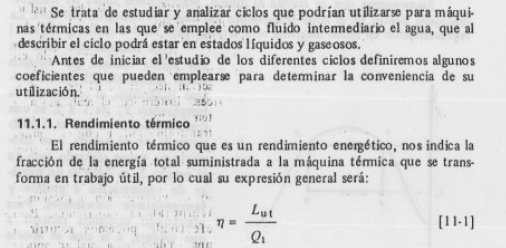 Se trata de estudiar y analizar ciclos que podrían utilizarse para máqui-
nas térmicas en las que se emplee como fluido intermediario el agua, que al
describir el ciclo podrá estar en estados líquidos y gaseosos.
Antes de iniciar el estudio de los diferentes ciclos definiremos algunos
coeficientes que pueden emplearse para determinar la conveniencia de su
utilización.
11.1.1. Rendimiento térmico
El rendimiento térmico que es un rendimiento energético, nos indica la
fracción de la energía total suministrada a la máquina térmica que se trans-
forma en trabajo útil, por lo cual su expresión general será:
η = L_ut / Q_1 [11-1]